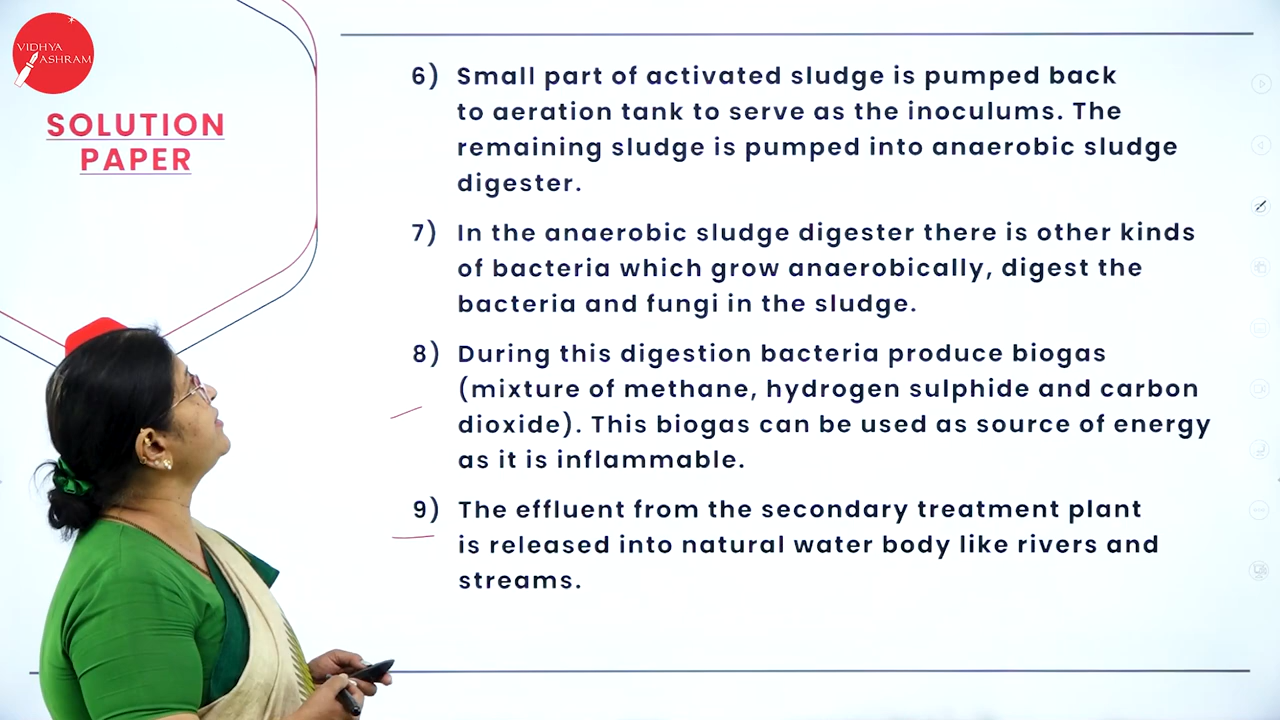 VIDHYA
ASHRAM
SOLUTION
PAPER
6) Small part of activated sludge is pumped back
to aeration tank to serve as the inoculums. The
remaining sludge is pumped into anaerobic sludge
digester.
7) In the anaerobic sludge digester there is other kinds
of bacteria which grow anaerobically, digest the
bacteria and fungi in the sludge.
8) During this digestion bacteria produce biogas
(mixture of methane, hydrogen sulphide and carbon
dioxide). This biogas can be used as source of energy
as it is inflammable.
9) The effluent from the secondary treatment plant
is released into natural water body like rivers and
streams.